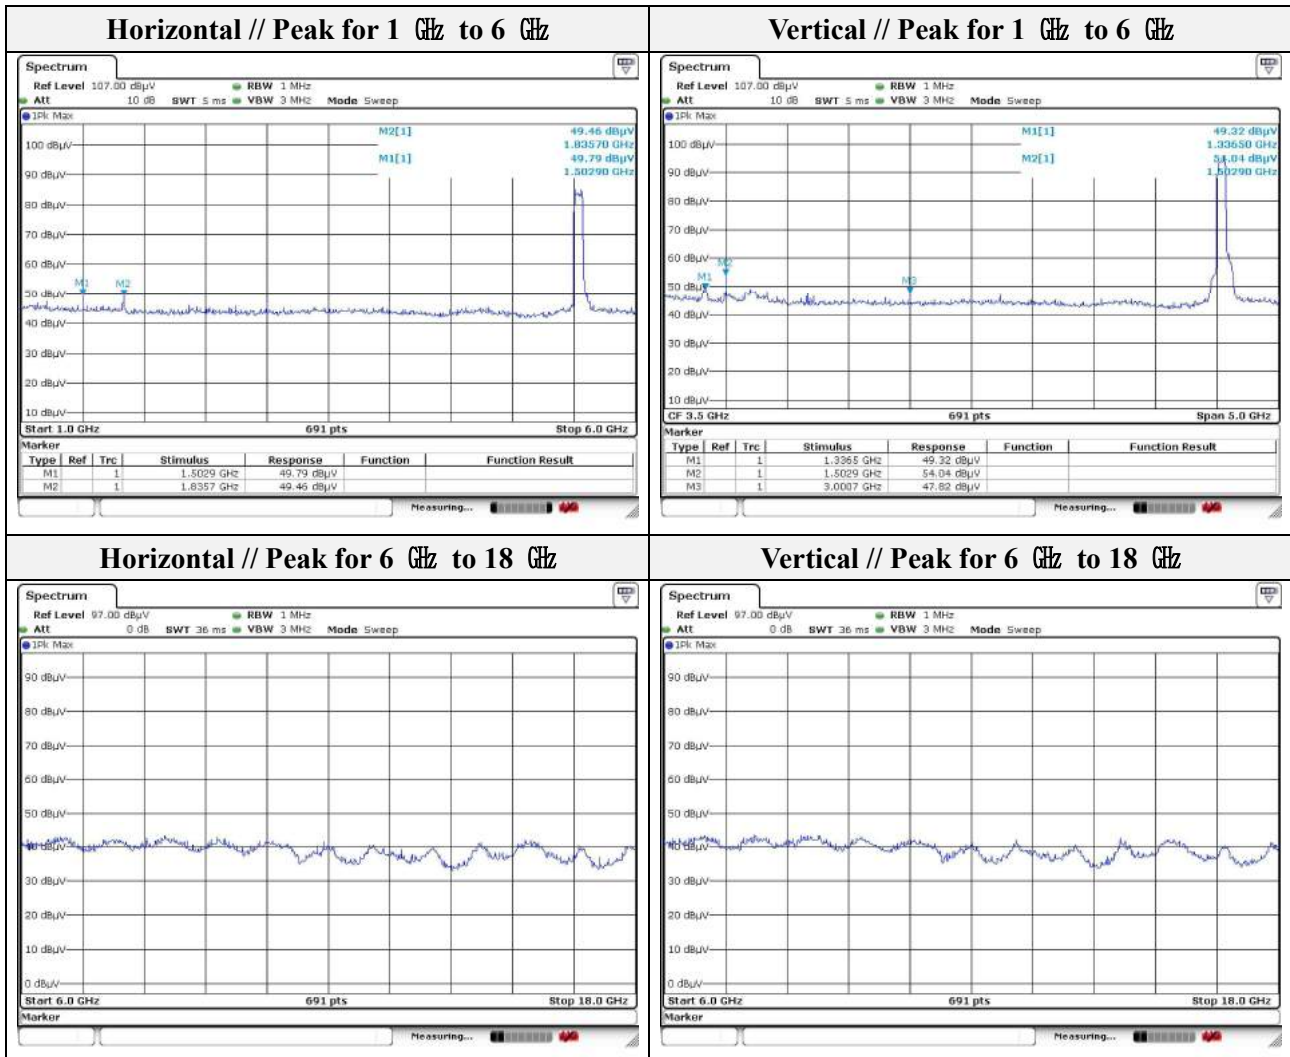 Horizontal // Peak for 1 ㎓ to 6 ㎓
Spectrum
Ref Level 107.00 dBµV RBW 1 MHz
Att 10 dB SWT 5 ms VBW 3 MHz Mode Sweep
1Pk Max
M2[1] 49.46 dBµV
1.83570 GHz
M1[1] 49.79 dBµV
1.50290 GHz
100 dBµV
90 dBµV
80 dBµV
70 dBµV
60 dBµV
M1 M2
50 dBµV
40 dBµV
30 dBµV
20 dBµV
10 dBµV
Start 1.0 GHz 691 pts Stop 6.0 GHz
Marker
Type Ref Trc Stimulus Response Function Function Result
M1 1 1.5029 GHz 49.79 dBµV
M2 1 1.8357 GHz 49.46 dBµV
Measuring...
Vertical // Peak for 1 ㎓ to 6 ㎓
Spectrum
Ref Level 107.00 dBµV RBW 1 MHz
Att 10 dB SWT 5 ms VBW 3 MHz Mode Sweep
1Pk Max
M1[1] 49.32 dBµV
1.33650 GHz
M2[1] 54.04 dBµV
1.50290 GHz
100 dBµV
90 dBµV
80 dBµV
70 dBµV
60 dBµV
M2
M1 M3
50 dBµV
40 dBµV
30 dBµV
20 dBµV
10 dBµV
CF 3.5 GHz 691 pts Span 5.0 GHz
Marker
Type Ref Trc Stimulus Response Function Function Result
M1 1 1.3365 GHz 49.32 dBµV
M2 1 1.5029 GHz 54.04 dBµV
M3 1 3.0007 GHz 47.82 dBµV
Measuring...
Horizontal // Peak for 6 ㎓ to 18 ㎓
Spectrum
Ref Level 97.00 dBµV RBW 1 MHz
Att 0 dB SWT 36 ms VBW 3 MHz Mode Sweep
1Pk Max
90 dBµV
80 dBµV
70 dBµV
60 dBµV
50 dBµV
40 dBµV
30 dBµV
20 dBµV
10 dBµV
0 dBµV
Start 6.0 GHz 691 pts Stop 18.0 GHz
Marker
Measuring...
Vertical // Peak for 6 ㎓ to 18 ㎓
Spectrum
Ref Level 97.00 dBµV RBW 1 MHz
Att 0 dB SWT 36 ms VBW 3 MHz Mode Sweep
1Pk Max
90 dBµV
80 dBµV
70 dBµV
60 dBµV
50 dBµV
40 dBµV
30 dBµV
20 dBµV
10 dBµV
0 dBµV
Start 6.0 GHz 691 pts Stop 18.0 GHz
Marker
Measuring...